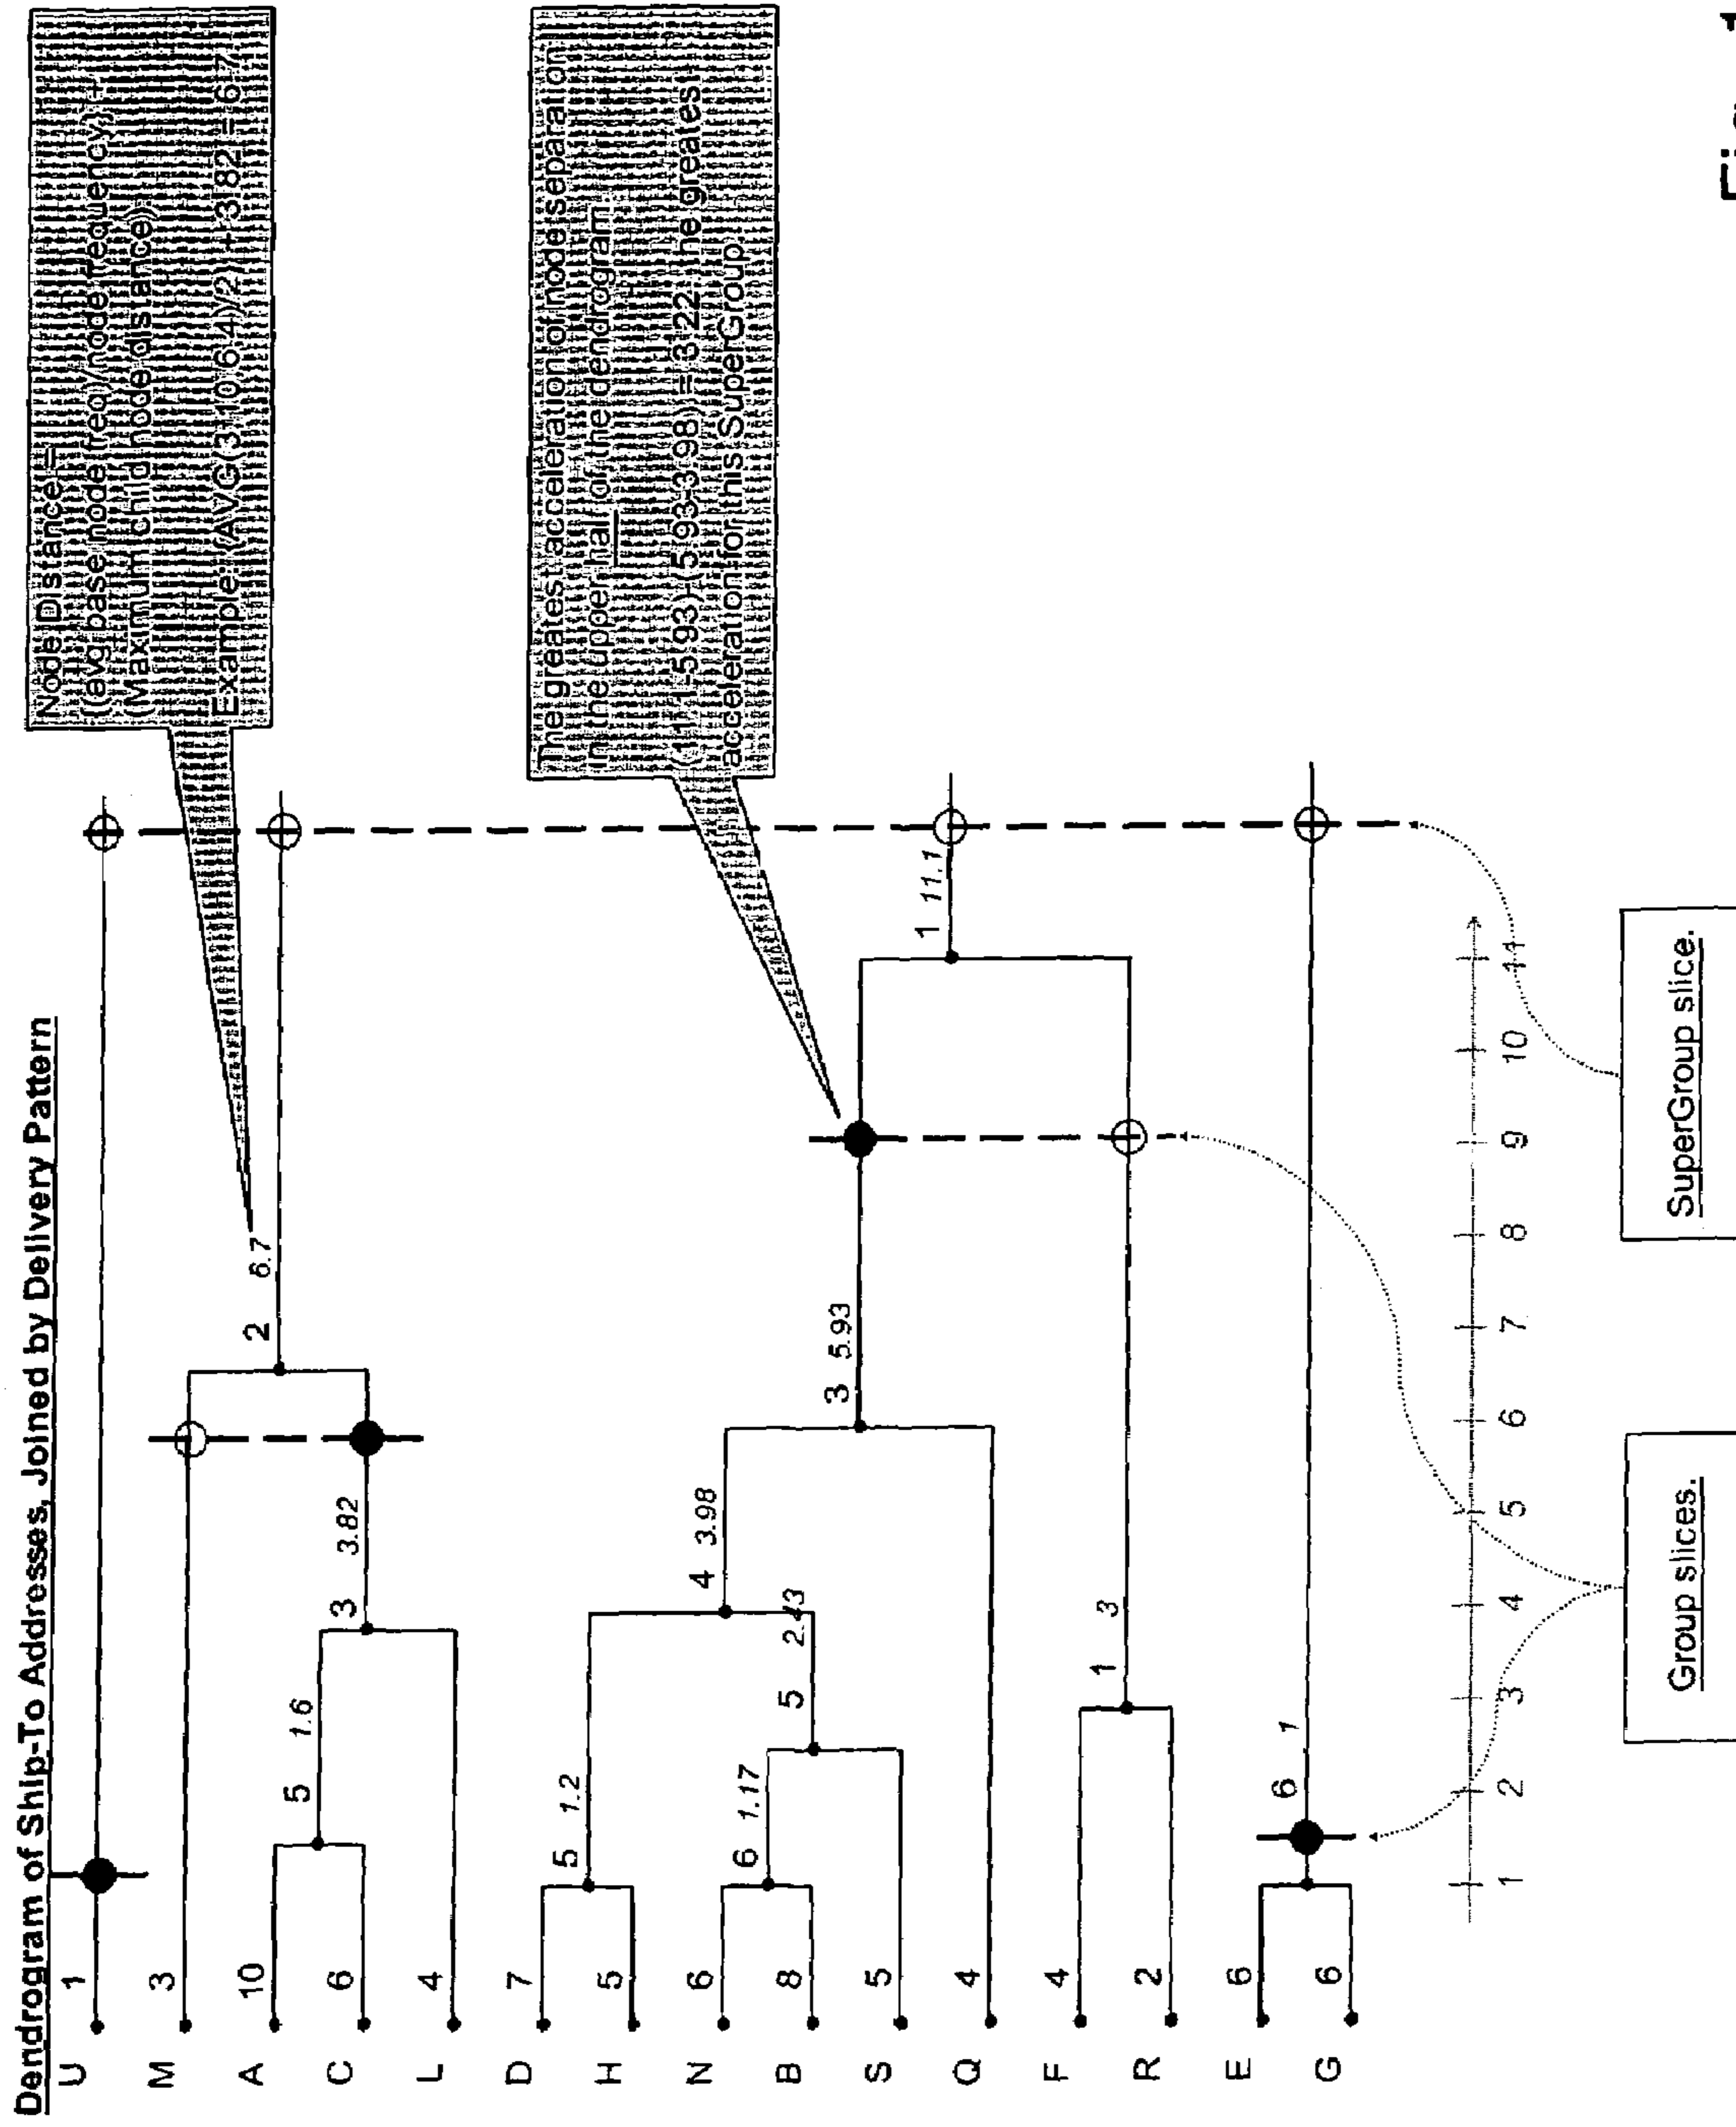 Dendrogram of Ship-To Addresses, Joined by Delivery Pattern
Node Distance =
((avg base node freq)/node frequency) +
(Maximum child node distance)
Example: (AVG(3,10,6,4)/2) + 3.82 = 6.7
The greatest acceleration of node separation
in the upper half of the dendrogram.
(11.1-5.93)-(5.93-3.98) = 3.22 the greatest
acceleration for this SuperGroup
U 1
M 3
A 10
C 6
L 4
D 7
H 5
N 6
B 8
S 5
Q 4
F 4
R 2
E 6
G 6
2 6.7
5 1.6
3 3.82
5 1.2
6 1.17
5 2.43
4 3.98
3 5.93
1 11.1
1 3
6 1
1 2 3 4 5 6 7 8 9 10 11
Group slices.
SuperGroup slice.